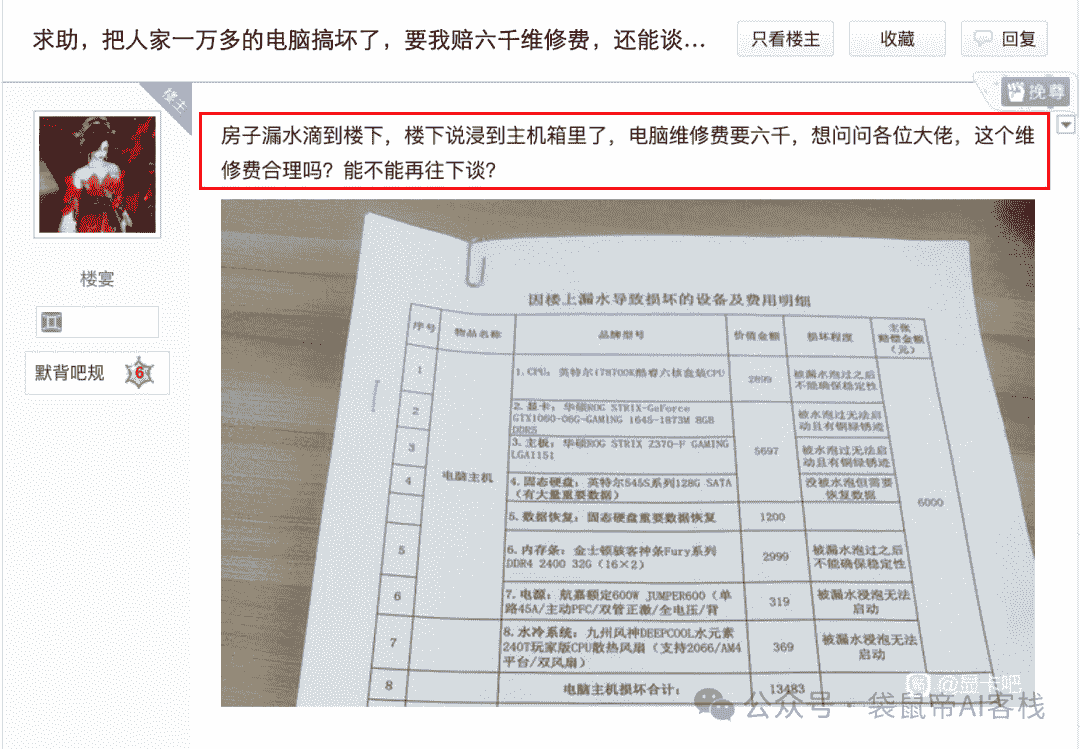 求助，把人家一万多的电脑搞坏了，要我赔六千维修费，还能谈...
只看楼主
收藏
回复
楼主
挽尊
房子漏水滴到楼下，楼下说浸到主机箱里了，电脑维修费要六千，想问问各位大佬，这个维
修费合理吗？能不能再往下谈？
楼宴
默背吧规
6
因楼上漏水导致损坏的设备及费用明细
序号
物品名称
品牌型号
价值金额
损坏程度
主张
赔偿金额
（元）
1
1.CPU：英特尔i78700K酷睿六核盒装CPU
2899
被漏水泡过之后
不能确保稳定性
2
2.显卡：华硕ROG STRIX-GeForce
GTX1060-O6G-GAMING 1645-1873M 8GB
DDR5
被水泡过无法启
动且有铜绿锈迹
3
3.主板：华硕ROG STRIX Z370-F GAMING
LGA1151
5697
被水泡过无法启
动且有铜绿锈迹
4
电脑主机
4.固态硬盘：英特尔545S系列128G SATA
（有大量重要数据）
没被水泡但需要
恢复数据
6000
5.数据恢复：固态硬盘重要数据恢复
1200
5
6.内存条：金士顿骇客神条Fury系列
DDR4 2400 32G（16×2）
2999
被漏水泡过之后
不能确保稳定性
6
7.电源：航嘉额定600W JUMPER600（单
路45A/主动PFC/双管正激/全电压/背
319
被漏水浸泡无法
启动
7
8.水冷系统：九州风神DEEPCOOL水元素
240T玩家版CPU散热风扇（支持2066/AM4
平台/双风扇）
369
被漏水浸泡无法
启动
8
电脑主机损坏合计：
13483
@显卡吧
公众号 · 袋鼠帝AI客栈